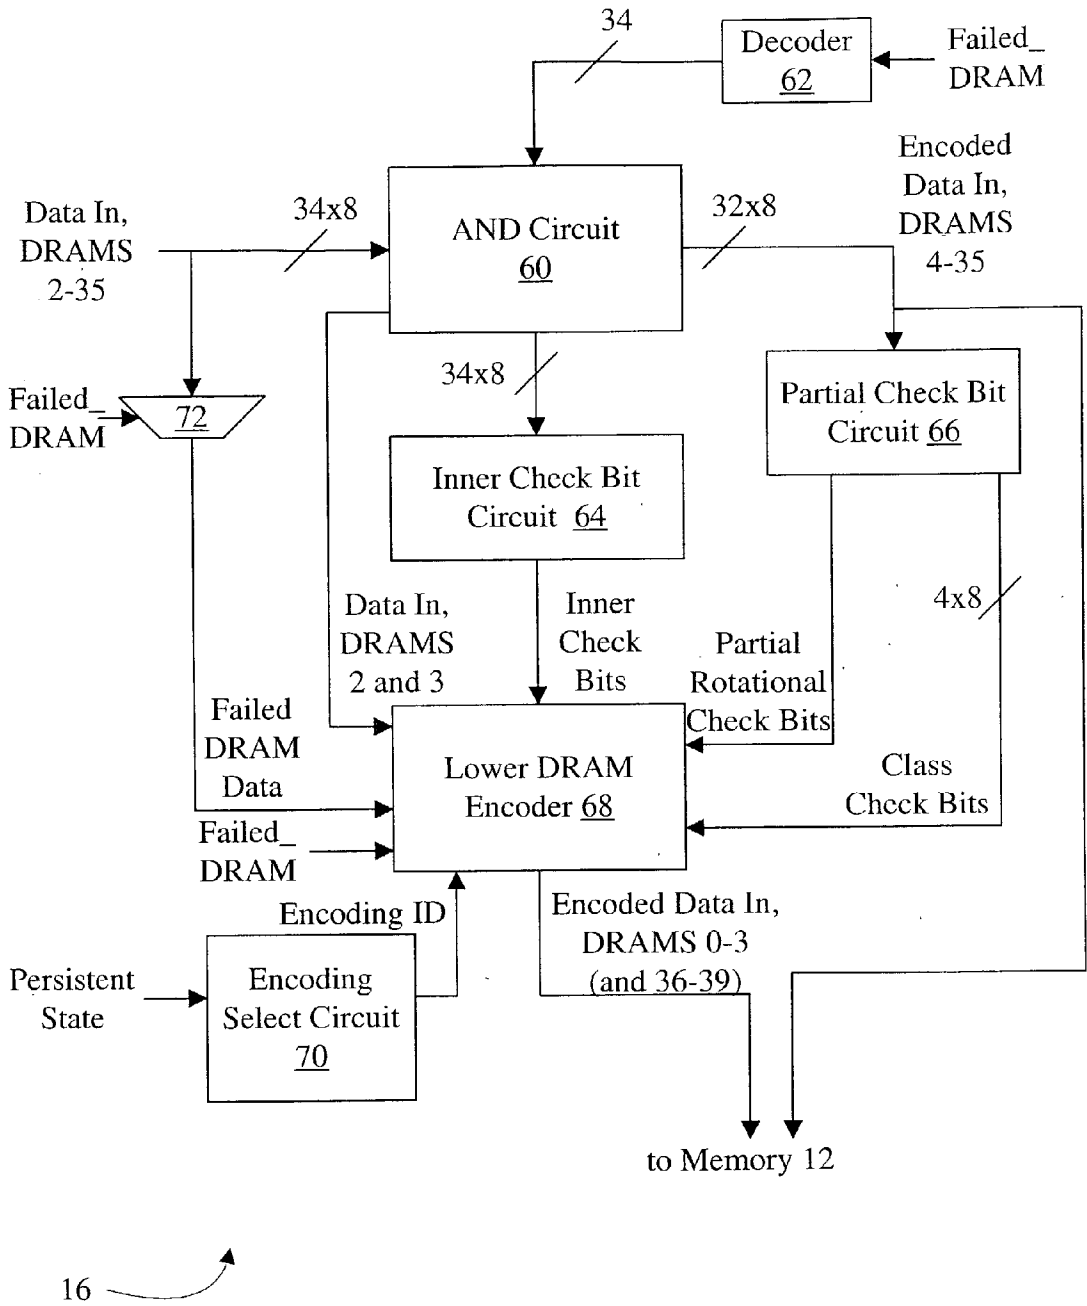 34
Decoder
62
Failed_
DRAM
Encoded
Data In,
DRAMS
4-35
Data In,
DRAMS
2-35
34x8
AND Circuit
60
32x8
34x8
Failed_
DRAM
72
Partial Check Bit
Circuit 66
Inner Check Bit
Circuit 64
4x8
Data In,
DRAMS
2 and 3
Inner
Check
Bits
Partial
Rotational
Check Bits
Failed
DRAM
Data
Lower DRAM
Encoder 68
Class
Check Bits
Failed_
DRAM
Encoding ID
Encoded Data In,
DRAMS 0-3
(and 36-39)
Persistent
State
Encoding
Select Circuit
70
to Memory 12
16